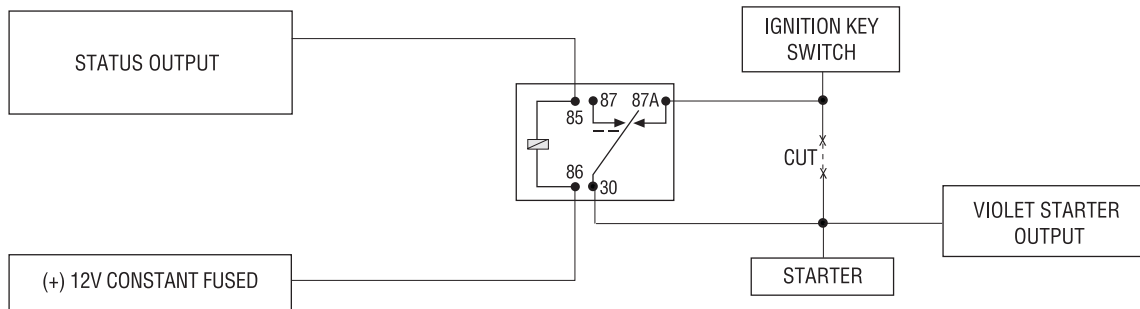 STATUS OUTPUT
IGNITION KEY
SWITCH
87
87A
85
CUT
86
30
VIOLET STARTER
OUTPUT
(+) 12V CONSTANT FUSED
STARTER